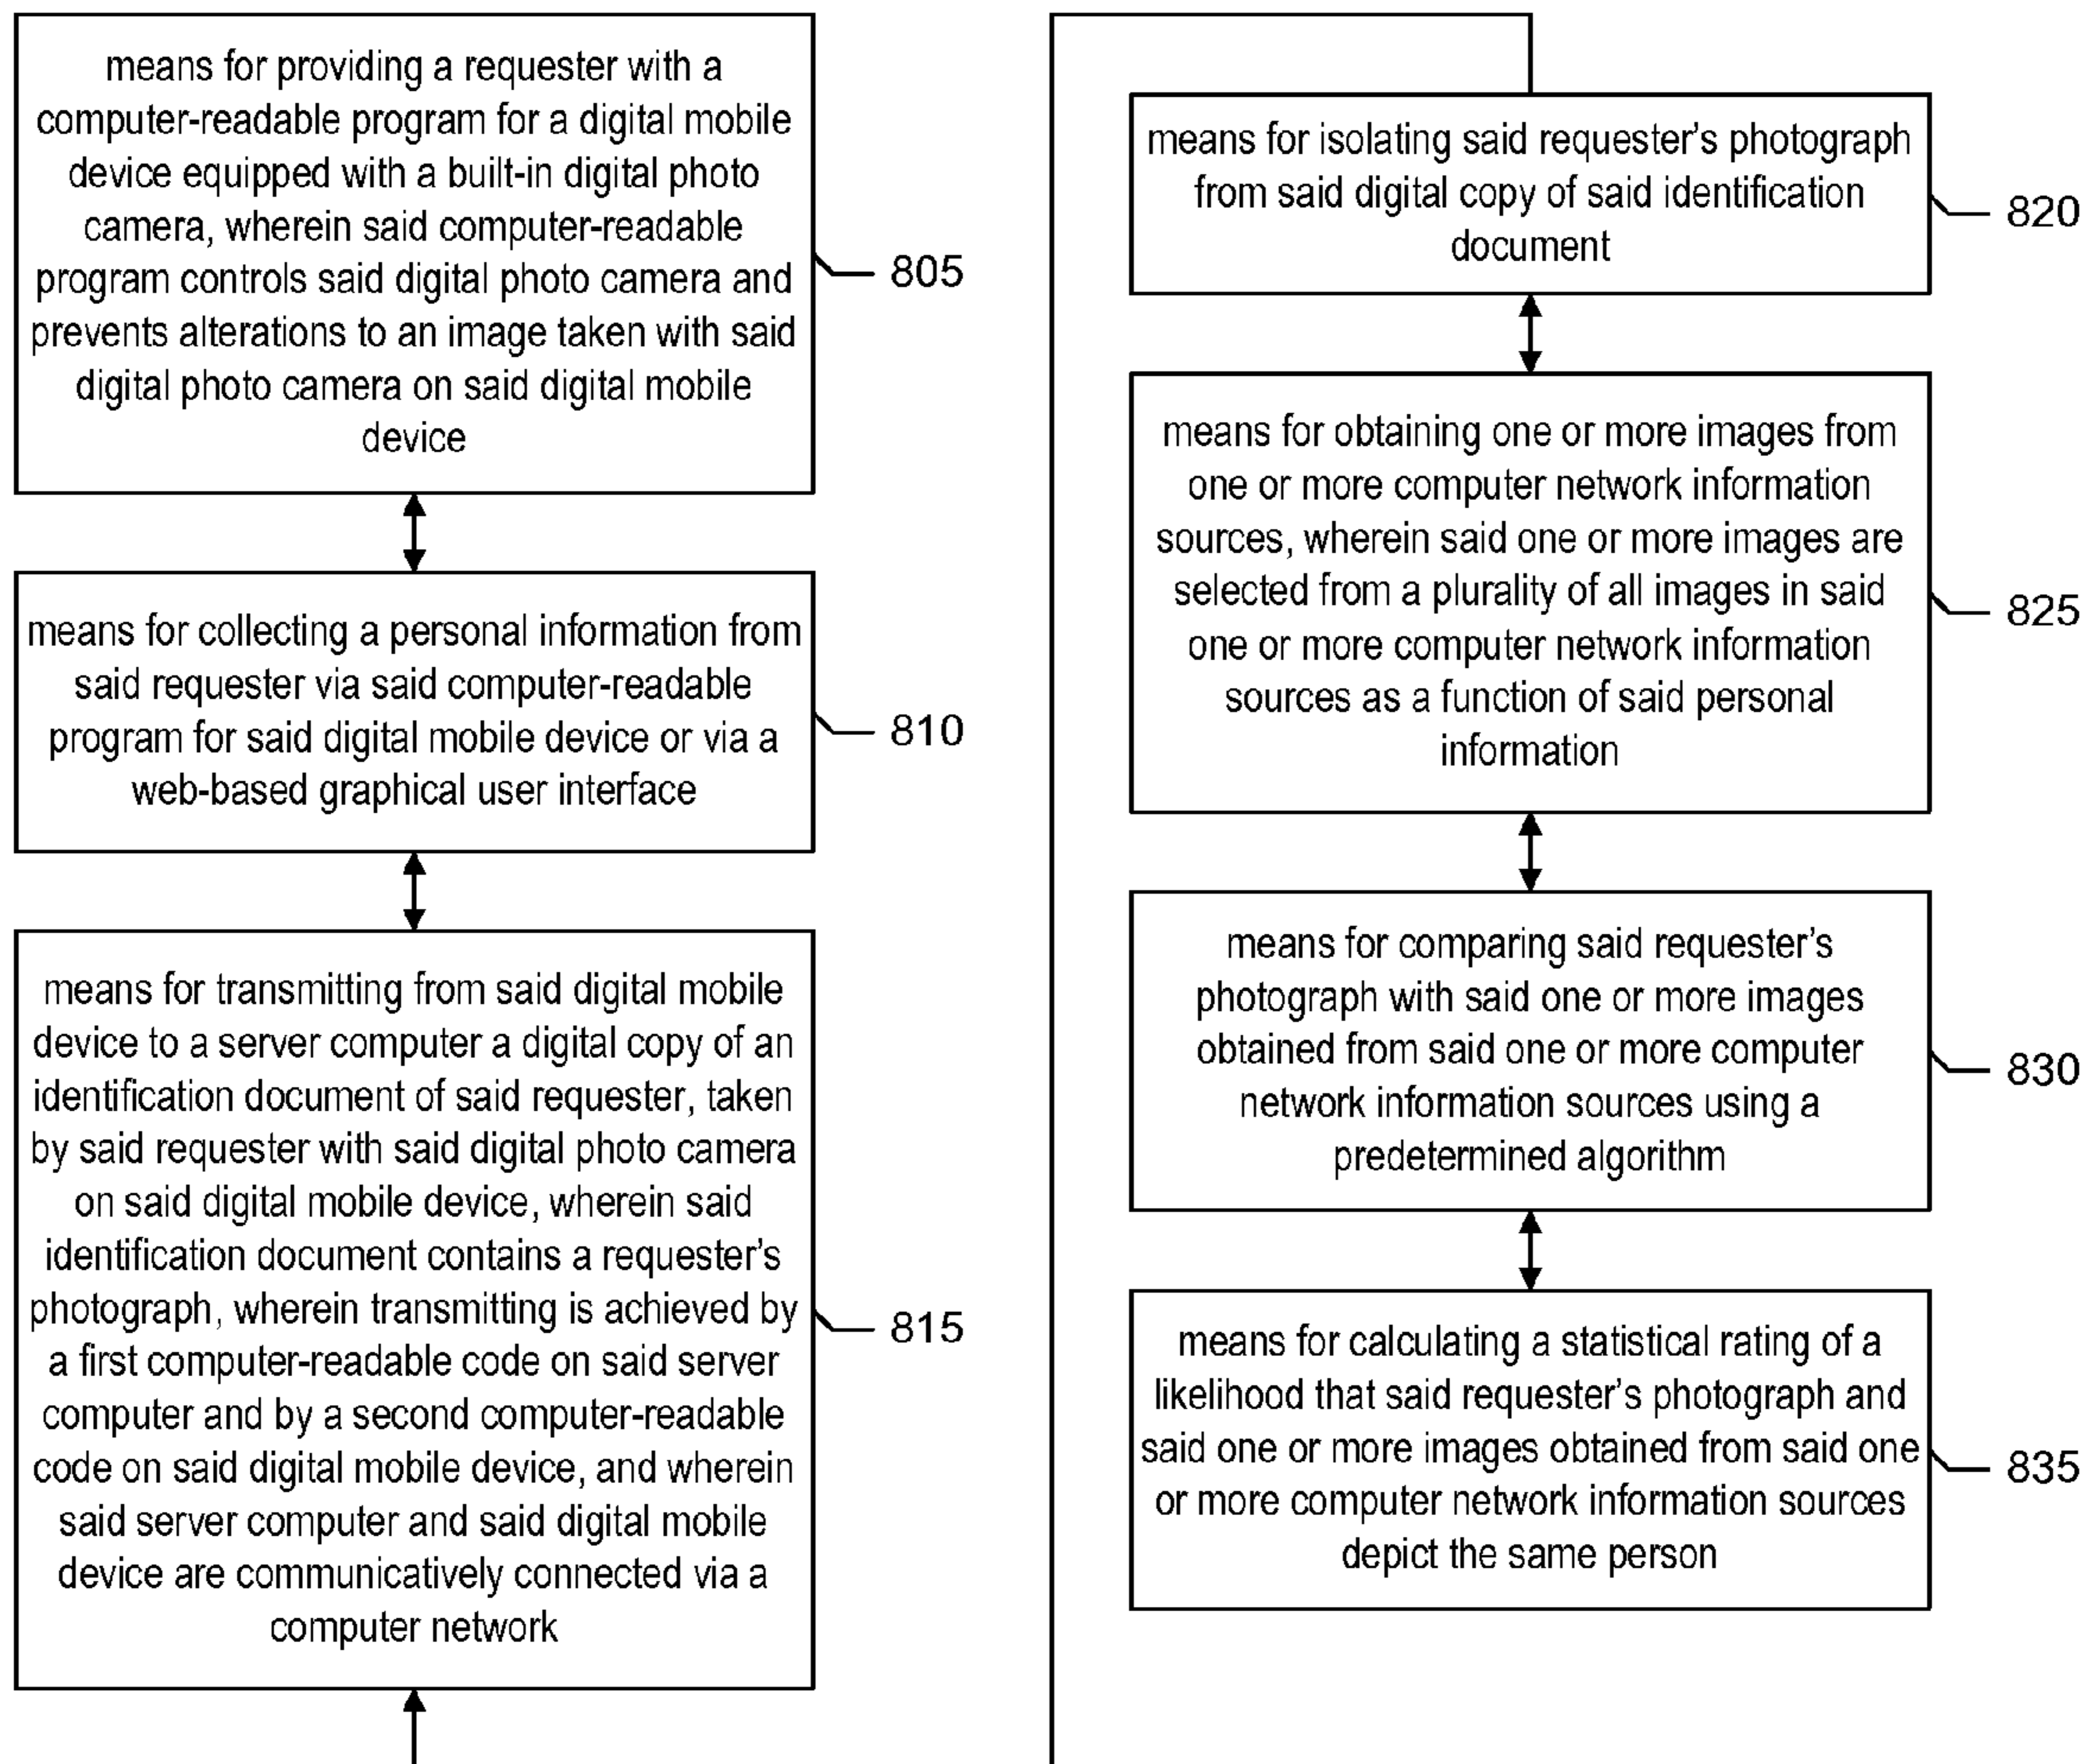 means for providing a requester with a
computer-readable program for a digital mobile
device equipped with a built-in digital photo
camera, wherein said computer-readable
program controls said digital photo camera and
prevents alterations to an image taken with said
digital photo camera on said digital mobile
device
805
means for collecting a personal information from
said requester via said computer-readable
program for said digital mobile device or via a
web-based graphical user interface
810
means for transmitting from said digital mobile
device to a server computer a digital copy of an
identification document of said requester, taken
by said requester with said digital photo camera
on said digital mobile device, wherein said
identification document contains a requester's
photograph, wherein transmitting is achieved by
a first computer-readable code on said server
computer and by a second computer-readable
code on said digital mobile device, and wherein
said server computer and said digital mobile
device are communicatively connected via a
computer network
815
means for isolating said requester's photograph
from said digital copy of said identification
document
820
means for obtaining one or more images from
one or more computer network information
sources, wherein said one or more images are
selected from a plurality of all images in said
one or more computer network information
sources as a function of said personal
information
825
means for comparing said requester's
photograph with said one or more images
obtained from said one or more computer
network information sources using a
predetermined algorithm
830
means for calculating a statistical rating of a
likelihood that said requester's photograph and
said one or more images obtained from said one
or more computer network information sources
depict the same person
835